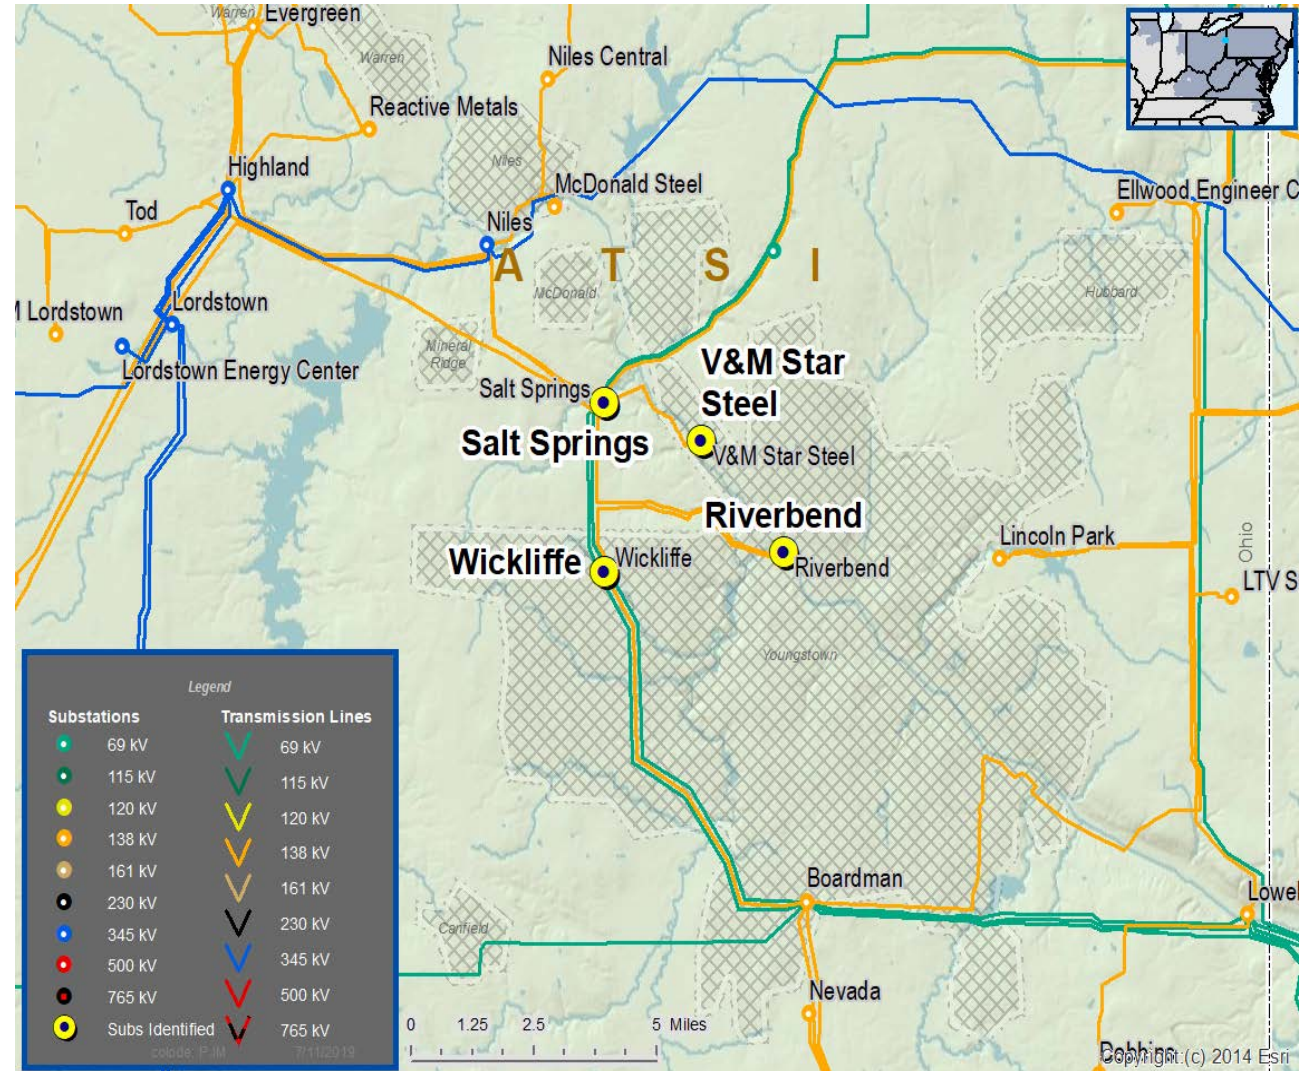 Warren
Evergreen
Warren
Niles Central
Reactive Metals
Niles
Highland
McDonald Steel
Ellwood Engineer C
Tod
Niles
A T S I
McDonald
Hubbard
Lordstown
M Lordstown
Mineral
Ridge
V&M Star
Steel
Lordstown Energy Center
Salt Springs
Salt Springs
V&M Star Steel
Riverbend
Lincoln Park
Ohio
Wickliffe
Wickliffe
Riverbend
LTV S
Youngstown
Legend
Substations
Transmission Lines
69 kV
69 kV
115 kV
115 kV
120 kV
120 kV
138 kV
138 kV
161 kV
161 kV
230 kV
230 kV
345 kV
345 kV
500 kV
500 kV
765 kV
765 kV
Subs Identified
7/11/2019
Boardman
Lowel
Canfield
Nevada
0 1.25 2.5 5 Miles
Copyright:(c) 2014 Esri